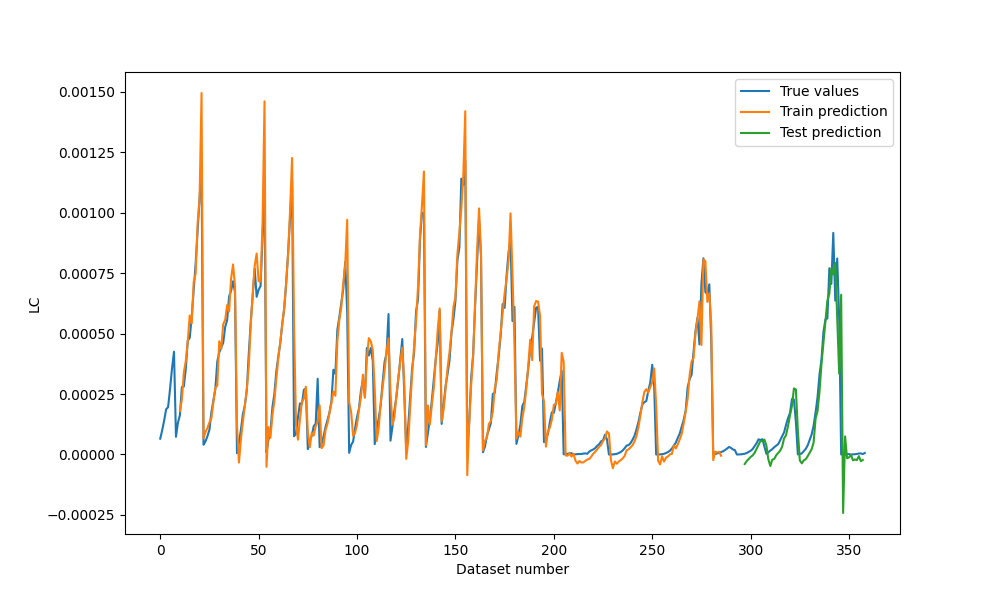 True values
Train prediction
Test prediction
0.00150
0.00125
0.00100
0.00075
0.00050
0.00025
0.00000
−0.00025
LC
0 50 100 150 200 250 300 350
Dataset number